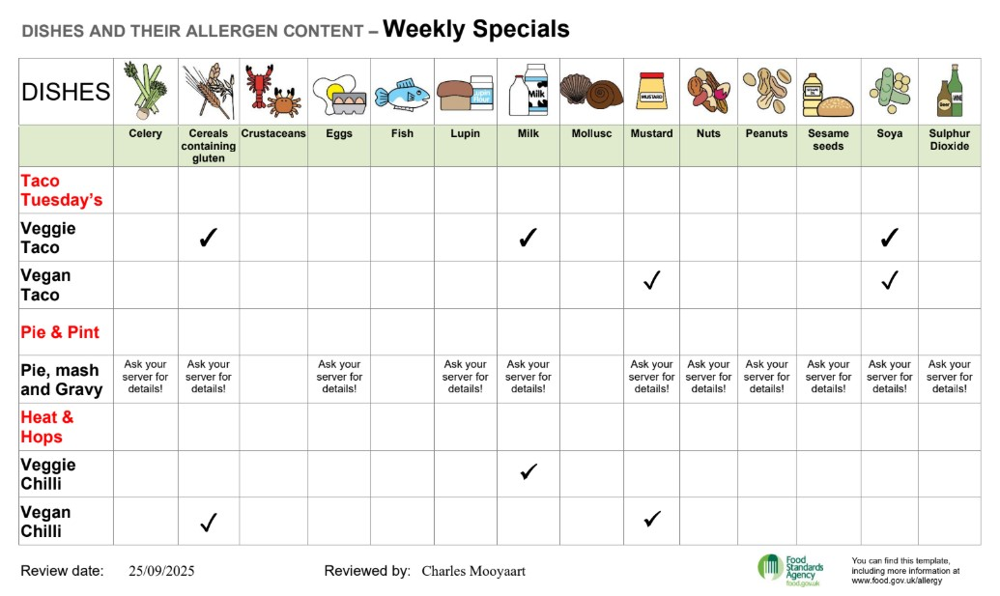 DISHES AND THEIR ALLERGEN CONTENT – Weekly Specials
DISHES
Celery
Cereals containing gluten
Crustaceans
Eggs
Fish
Lupin
Milk
Mollusc
Mustard
Nuts
Peanuts
Sesame seeds
Soya
Sulphur Dioxide
Milk
MUSTARD
Beer
WINE
Taco
Tuesday's
Veggie
Taco
✓ ✓ ✓
Vegan
Taco
✓ ✓
Pie & Pint
Pie, mash
and Gravy
Ask your server for details!
Ask your server for details!
Ask your server for details!
Ask your server for details!
Ask your server for details!
Ask your server for details!
Ask your server for details!
Ask your server for details!
Ask your server for details!
Ask your server for details!
Ask your server for details!
Heat &
Hops
Veggie
Chilli
✓
Vegan
Chilli
✓ ✓
Review date: 25/09/2025 Reviewed by: Charles Mooyaart
Food
Standards
Agency
food.gov.uk
You can find this template,
including more information at
www.food.gov.uk/allergy